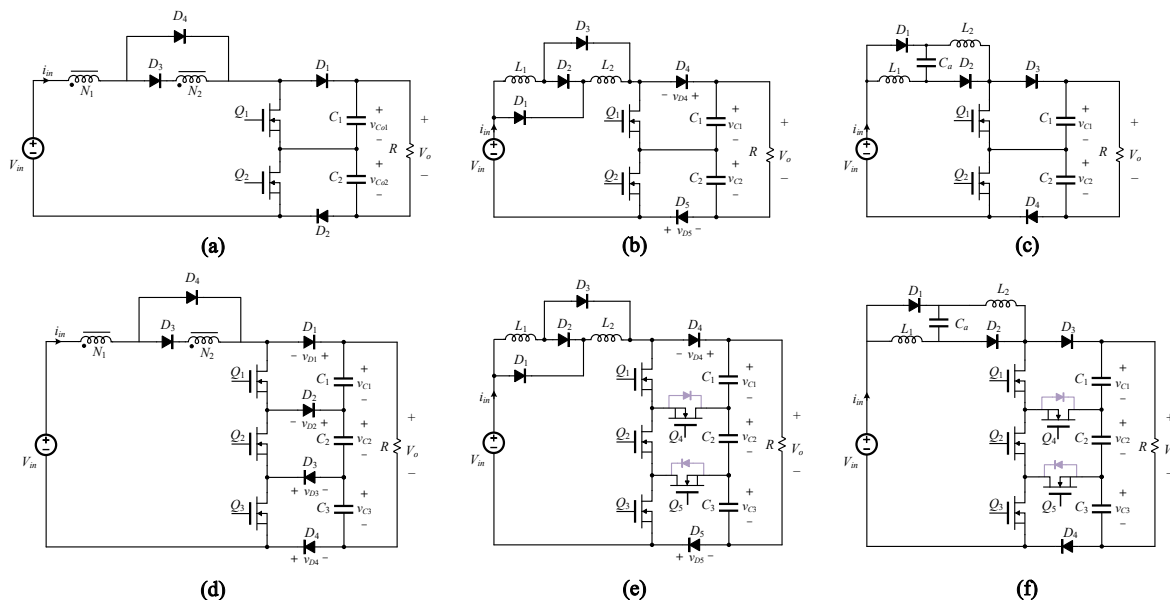 D4
iin
D3
N1
N2
D1
Q1
C1
+
vCo1
−
+
Vin
R
Vo
Q2
C2
+
vCo2
−
−
D2
(a)
D3
L1
D2
L2
D4
− vD4 +
D1
iin
Q1
C1
+
vC1
−
+
Vin
R
Vo
Q2
C2
+
vC2
−
−
D5
+ vD5 −
(b)
D1
L2
L1
Ca
D2
D3
iin
Q1
C1
+
vC1
−
+
Vin
R
Vo
Q2
C2
+
vC2
−
−
D4
(c)
D4
iin
D3
N1
N2
D1
− vD1 +
Q1
C1
+
vC1
−
D2
− vD2 +
+
Vin
Q2
C2
+
vC2
−
R
Vo
−
D3
+ vD3 −
Q3
C3
+
vC3
−
D4
+ vD4 −
(d)
D3
L1
D2
L2
D4
− vD4 +
D1
iin
Q1
C1
+
vC1
−
Q4
+
Vin
Q2
C2
+
vC2
−
R
Vo
−
Q5
Q3
C3
+
vC3
−
D5
+ vD5 −
(e)
D1
L2
L1
Ca
D2
D3
iin
Q1
C1
+
vC1
−
Q4
+
Vin
Q2
C2
+
vC2
−
R
−
Q5
Q3
C3
+
vC3
−
D4
(f)